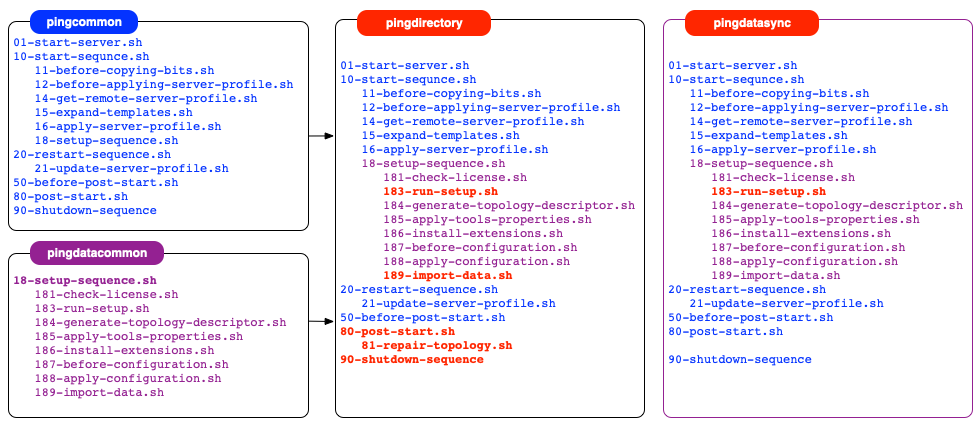 pingcommon
01-start-server.sh
10-start-sequnce.sh
11-before-copying-bits.sh
12-before-applying-server-profile.sh
14-get-remote-server-profile.sh
15-expand-templates.sh
16-apply-server-profile.sh
18-setup-sequence.sh
20-restart-sequence.sh
21-update-server-profile.sh
50-before-post-start.sh
80-post-start.sh
90-shutdown-sequence
pingdatacommon
18-setup-sequence.sh
181-check-license.sh
183-run-setup.sh
184-generate-topology-descriptor.sh
185-apply-tools-properties.sh
186-install-extensions.sh
187-before-configuration.sh
188-apply-configuration.sh
189-import-data.sh
pingdirectory
01-start-server.sh
10-start-sequnce.sh
11-before-copying-bits.sh
12-before-applying-server-profile.sh
14-get-remote-server-profile.sh
15-expand-templates.sh
16-apply-server-profile.sh
18-setup-sequence.sh
181-check-license.sh
183-run-setup.sh
184-generate-topology-descriptor.sh
185-apply-tools-properties.sh
186-install-extensions.sh
187-before-configuration.sh
188-apply-configuration.sh
189-import-data.sh
20-restart-sequence.sh
21-update-server-profile.sh
50-before-post-start.sh
80-post-start.sh
81-repair-topology.sh
90-shutdown-sequence
pingdatasync
01-start-server.sh
10-start-sequnce.sh
11-before-copying-bits.sh
12-before-applying-server-profile.sh
14-get-remote-server-profile.sh
15-expand-templates.sh
16-apply-server-profile.sh
18-setup-sequence.sh
181-check-license.sh
183-run-setup.sh
184-generate-topology-descriptor.sh
185-apply-tools-properties.sh
186-install-extensions.sh
187-before-configuration.sh
188-apply-configuration.sh
189-import-data.sh
20-restart-sequence.sh
21-update-server-profile.sh
50-before-post-start.sh
80-post-start.sh
90-shutdown-sequence